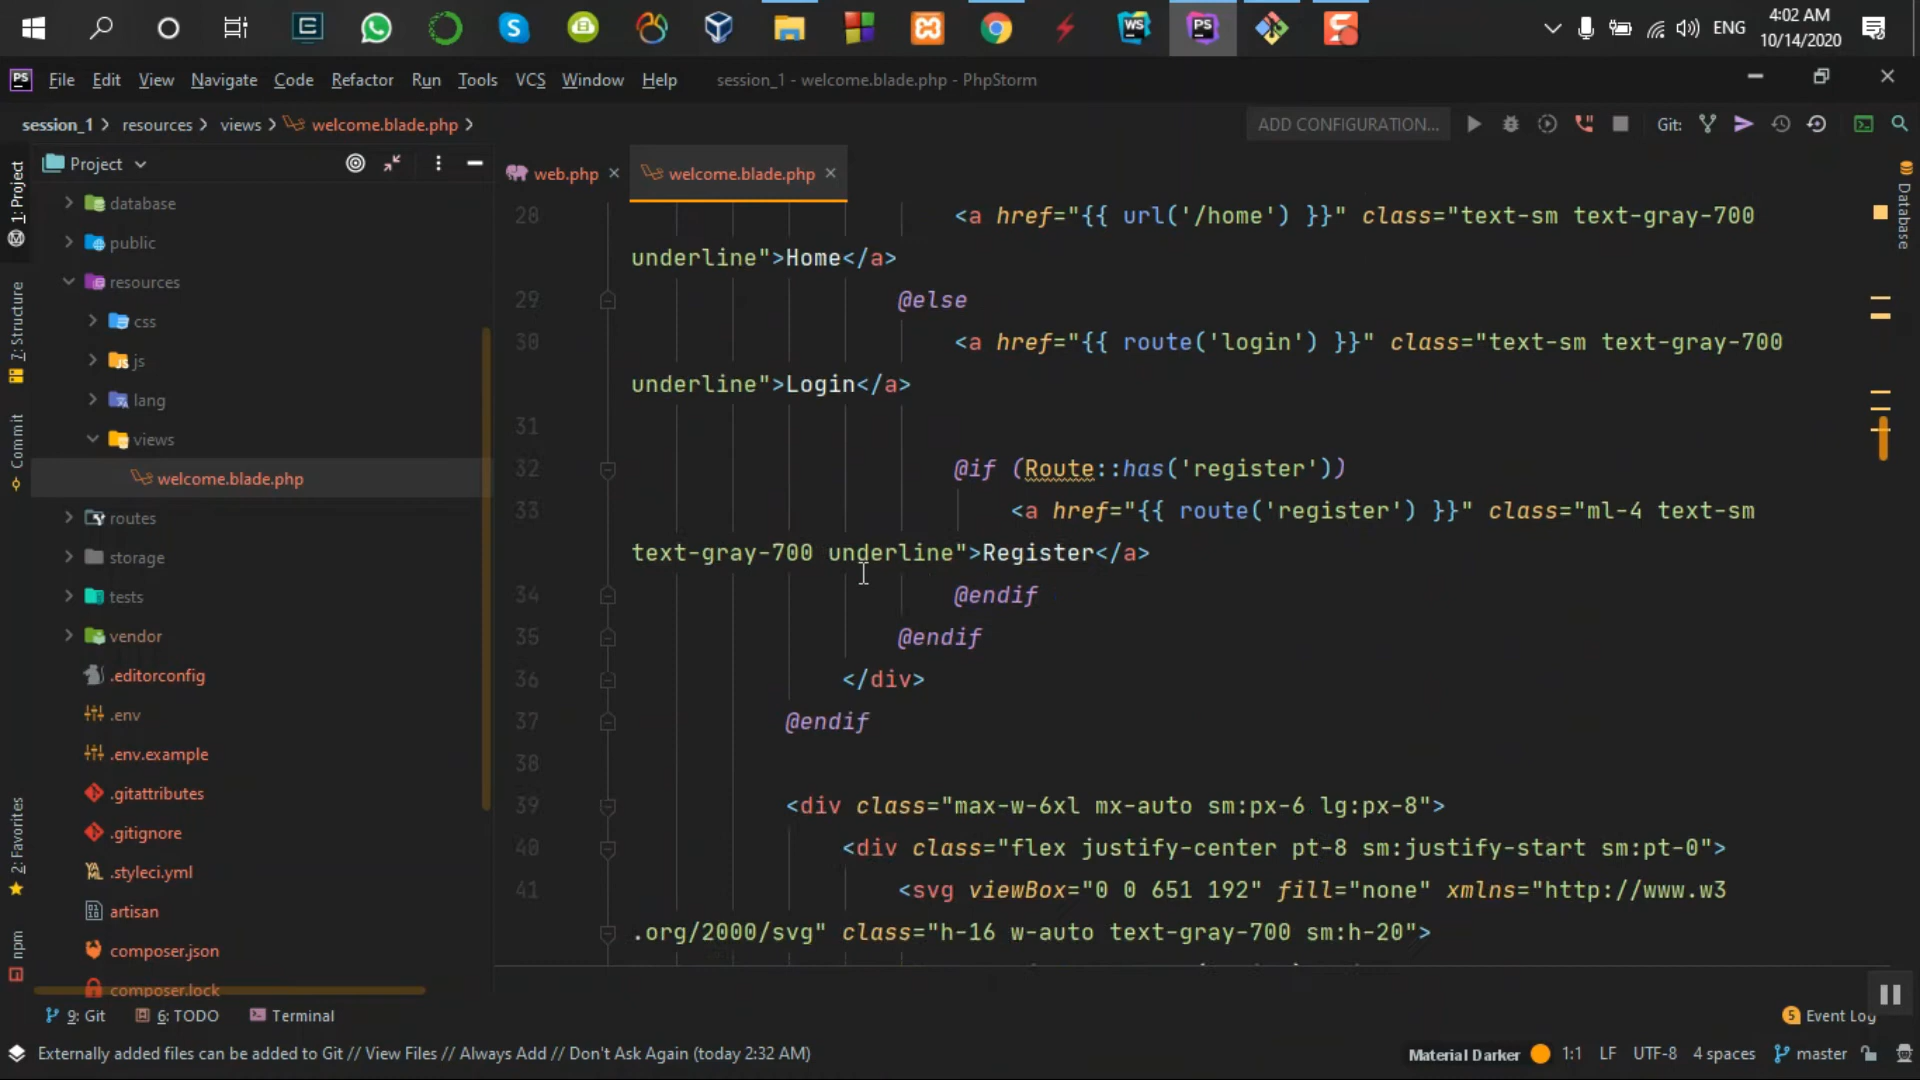 ENG
4:02 AM
10/14/2020
PS
File Edit View Navigate Code Refactor Run Tools VCS Window Help
session_1 - welcome.blade.php - PhpStorm
session_1 > resources > views > welcome.blade.php >
ADD CONFIGURATION...
Git:
Project
web.php
welcome.blade.php
1: Project
7: Structure
Commit
2: Favorites
npm
Database
database
public
resources
css
js
lang
views
welcome.blade.php
routes
storage
tests
vendor
.editorconfig
.env
.env.example
.gitattributes
.gitignore
.styleci.yml
artisan
composer.json
composer.lock
28 <a href="{{ url('/home') }}" class="text-sm text-gray-700
underline">Home</a>
29 @else
30 <a href="{{ route('login') }}" class="text-sm text-gray-700
underline">Login</a>
31
32 @if (Route::has('register'))
33 <a href="{{ route('register') }}" class="ml-4 text-sm
text-gray-700 underline">Register</a>
34 @endif
35 @endif
36 </div>
37 @endif
38
39 <div class="max-w-6xl mx-auto sm:px-6 lg:px-8">
40 <div class="flex justify-center pt-8 sm:justify-start sm:pt-0">
41 <svg viewBox="0 0 651 192" fill="none" xmlns="http://www.w3
.org/2000/svg" class="h-16 w-auto text-gray-700 sm:h-20">
9: Git
6: TODO
Terminal
5 Event Log
Externally added files can be added to Git // View Files // Always Add // Don't Ask Again (today 2:32 AM)
Material Darker
1:1 LF UTF-8 4 spaces master